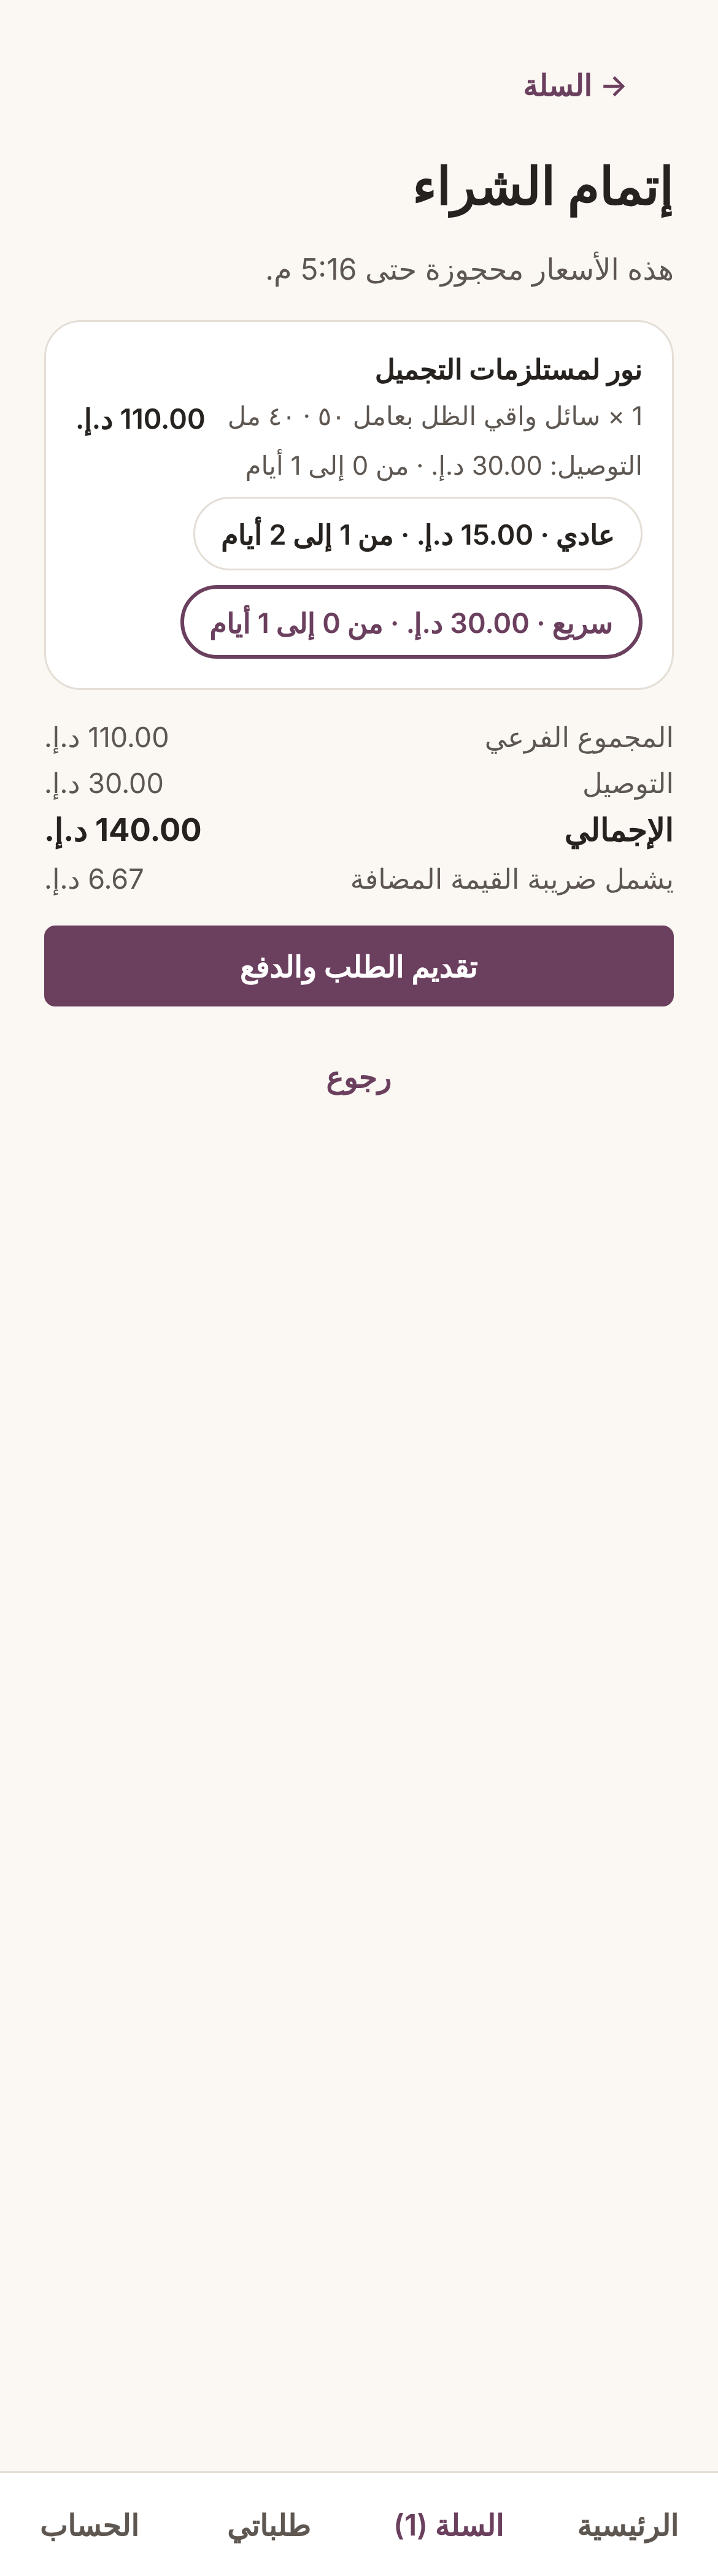 → السلة
إتمام الشراء
هذه الأسعار محجوزة حتى 5:16 م.
نور لمستلزمات التجميل
1 × سائل واقي الظل بعامل ٥٠ · ٤٠ مل 110.00 د.إ.
التوصيل: 30.00 د.إ. · من 0 إلى 1 أيام
عادي · 15.00 د.إ. · من 1 إلى 2 أيام
سريع · 30.00 د.إ. · من 0 إلى 1 أيام
المجموع الفرعي 110.00 د.إ.
التوصيل 30.00 د.إ.
الإجمالي 140.00 د.إ.
يشمل ضريبة القيمة المضافة 6.67 د.إ.
تقديم الطلب والدفع
رجوع
الرئيسية السلة (1) طلباتي الحساب